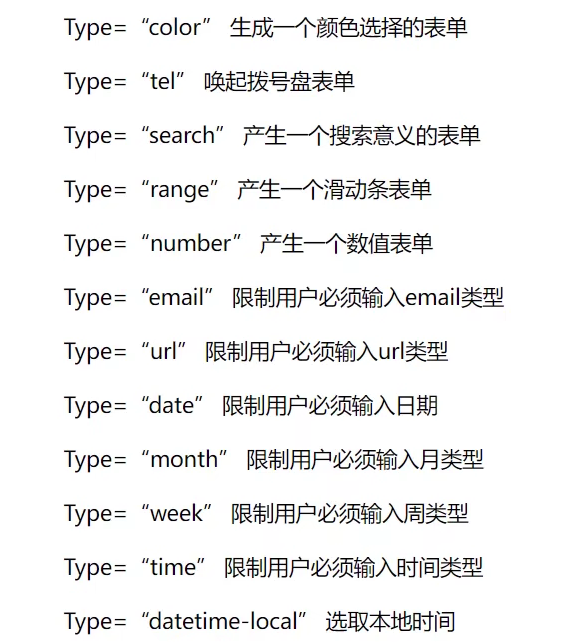 Type=“color” 生成一个颜色选择的表单
Type=“tel” 唤起拨号盘表单
Type=“search” 产生一个搜索意义的表单
Type=“range” 产生一个滑动条表单
Type=“number” 产生一个数值表单
Type=“email” 限制用户必须输入email类型
Type=“url” 限制用户必须输入url类型
Type=“date” 限制用户必须输入日期
Type=“month” 限制用户必须输入月类型
Type=“week” 限制用户必须输入周类型
Type=“time” 限制用户必须输入时间类型
Type=“datetime-local” 选取本地时间